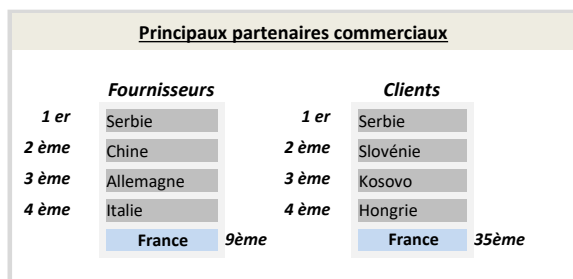 Principaux partenaires commerciaux
Fournisseurs Clients
1 er Serbie 1 er Serbie
2 ème Chine 2 ème Slovénie
3 ème Allemagne 3 ème Kosovo
4 ème Italie 4 ème Hongrie
France 9ème France 35ème